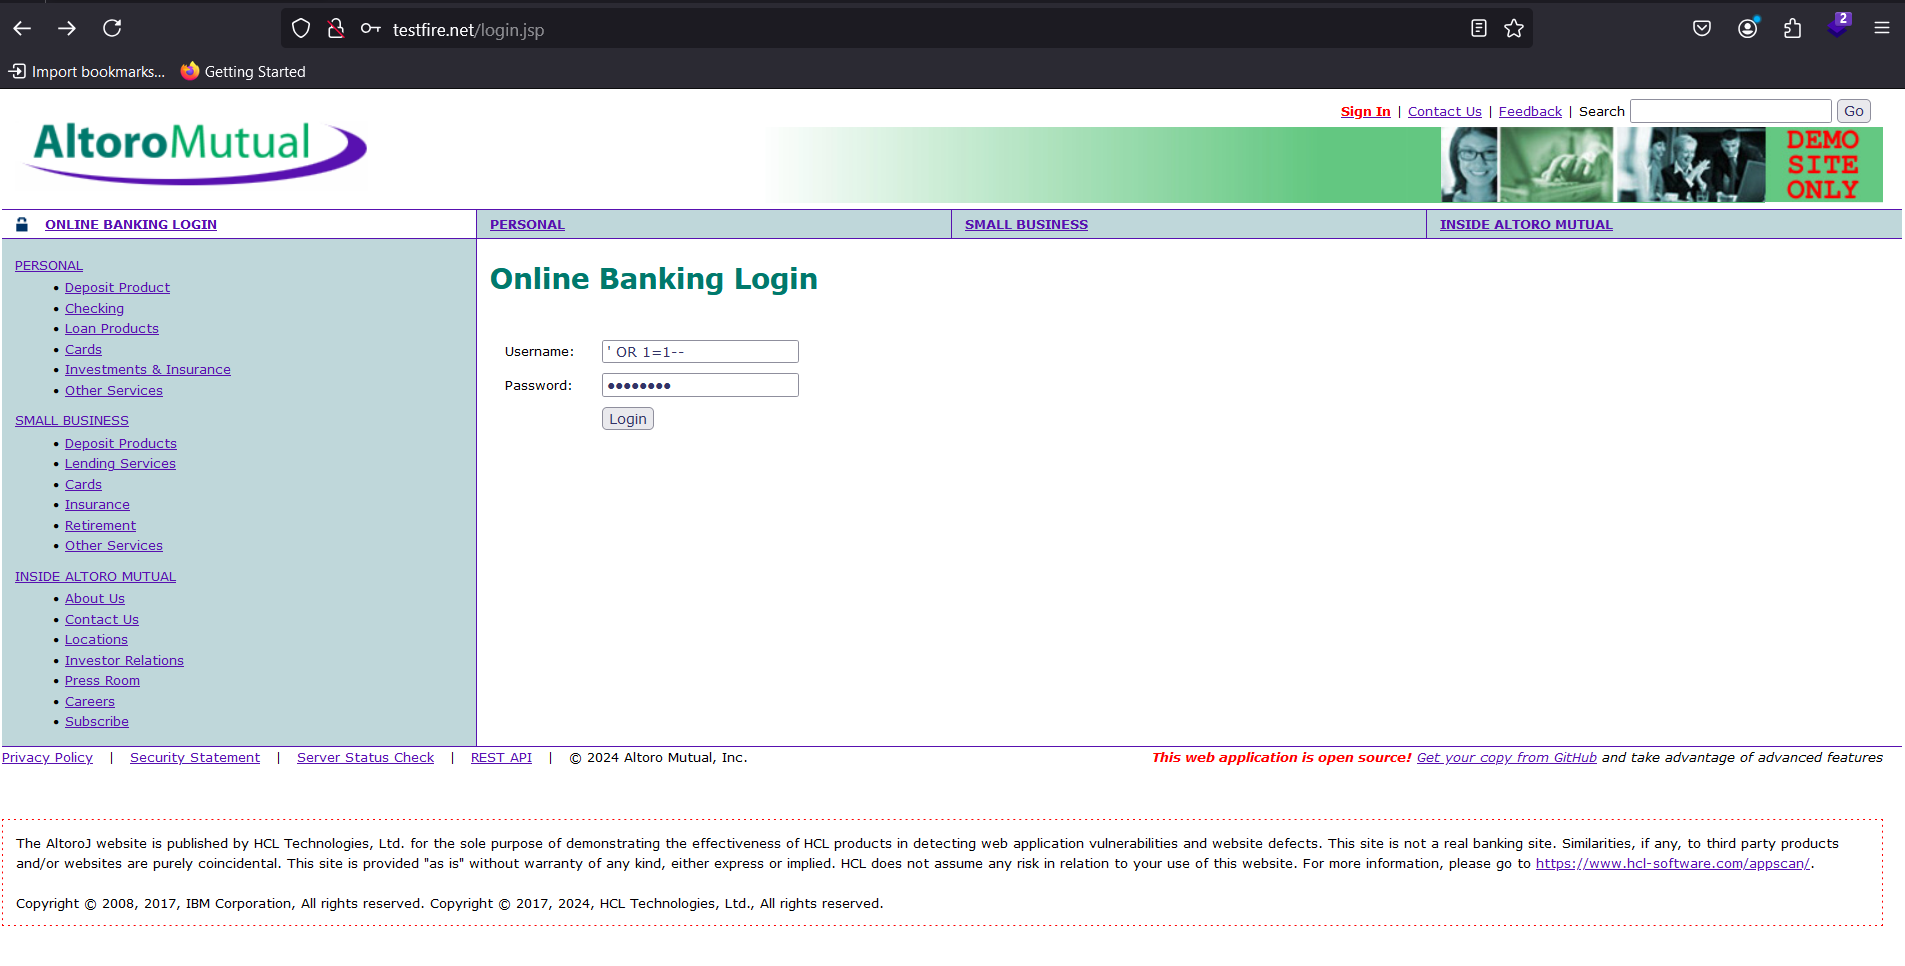 testfire.net/login.jsp
2
Import bookmarks...
Getting Started
Sign In | Contact Us | Feedback | Search Go
AltoroMutual
DEMO
SITE
ONLY
ONLINE BANKING LOGIN
PERSONAL
SMALL BUSINESS
INSIDE ALTORO MUTUAL
PERSONAL
• Deposit Product
• Checking
• Loan Products
• Cards
• Investments & Insurance
• Other Services
SMALL BUSINESS
• Deposit Products
• Lending Services
• Cards
• Insurance
• Retirement
• Other Services
INSIDE ALTORO MUTUAL
• About Us
• Contact Us
• Locations
• Investor Relations
• Press Room
• Careers
• Subscribe
Online Banking Login
Username: ' OR 1=1--
Password: ●●●●●●●●
Login
Privacy Policy | Security Statement | Server Status Check | REST API | © 2024 Altoro Mutual, Inc.
This web application is open source! Get your copy from GitHub and take advantage of advanced features
The AltoroJ website is published by HCL Technologies, Ltd. for the sole purpose of demonstrating the effectiveness of HCL products in detecting web application vulnerabilities and website defects. This site is not a real banking site. Similarities, if any, to third party products
and/or websites are purely coincidental. This site is provided "as is" without warranty of any kind, either express or implied. HCL does not assume any risk in relation to your use of this website. For more information, please go to https://www.hcl-software.com/appscan/.
Copyright © 2008, 2017, IBM Corporation, All rights reserved. Copyright © 2017, 2024, HCL Technologies, Ltd., All rights reserved.